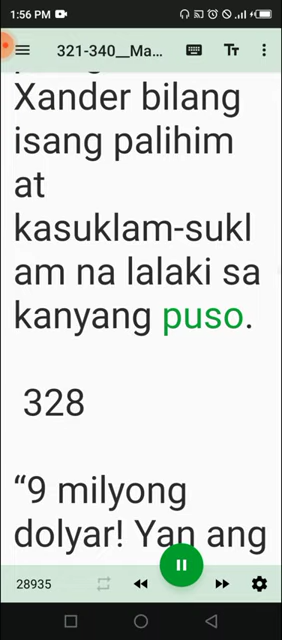 1:56 PM
321-340__Ma...
Xander bilang
isang palihim
at
kasuklam-sukl
am na lalaki sa
kanyang puso.
328
“9 milyong
dolyar! Yan ang
28935